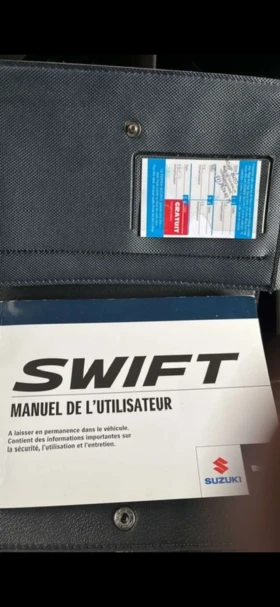 GRATUIT
SWIFT
MANUEL DE L'UTILISATEUR
A laisser en permanence dans le véhicule.
Contient des informations importantes sur
la sécurité, l'utilisation et l'entretien.
SUZUKI